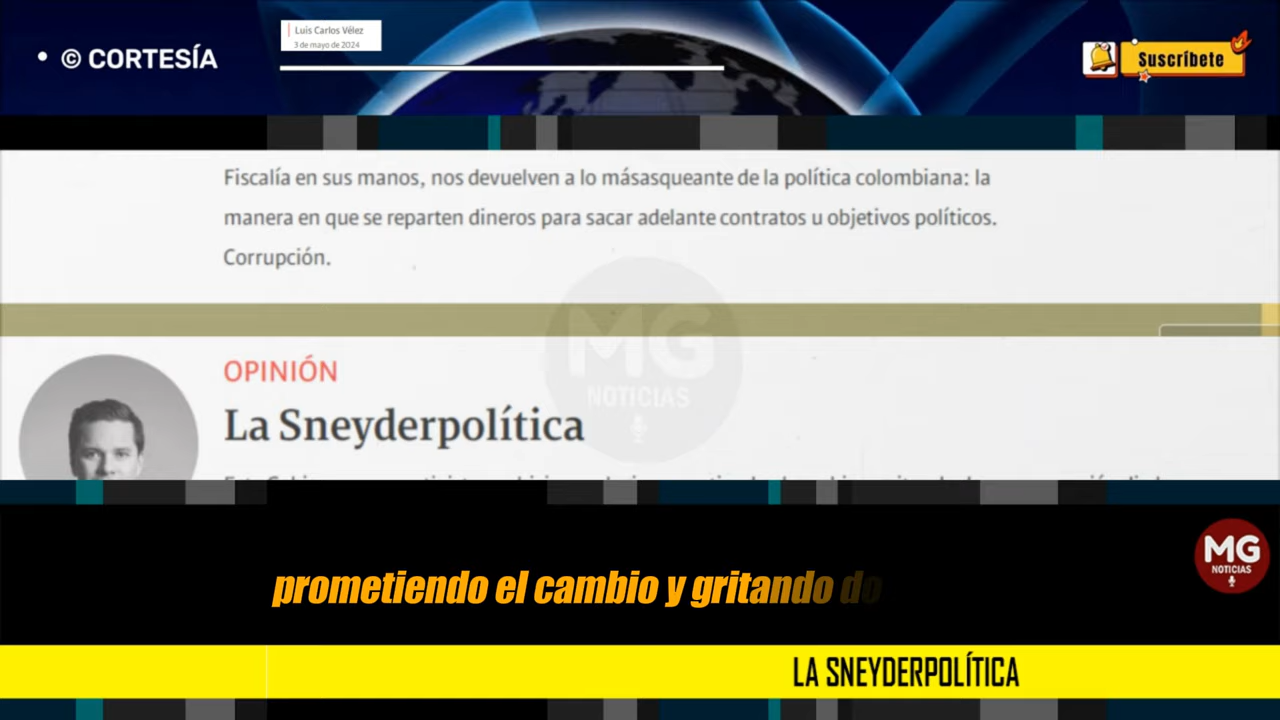 • © CORTESÍA
Luis Carlos Vélez
3 de mayo de 2024
Suscríbete
Fiscalía en sus manos, nos devuelven a lo másasqueante de la política colombiana: la
manera en que se reparten dineros para sacar adelante contratos u objetivos políticos.
Corrupción.
MG
NOTICIAS
OPINIÓN
La Sneyderpolítica
prometiendo el cambio y gritando do
MG
NOTICIAS
LA SNEYDERPOLÍTICA